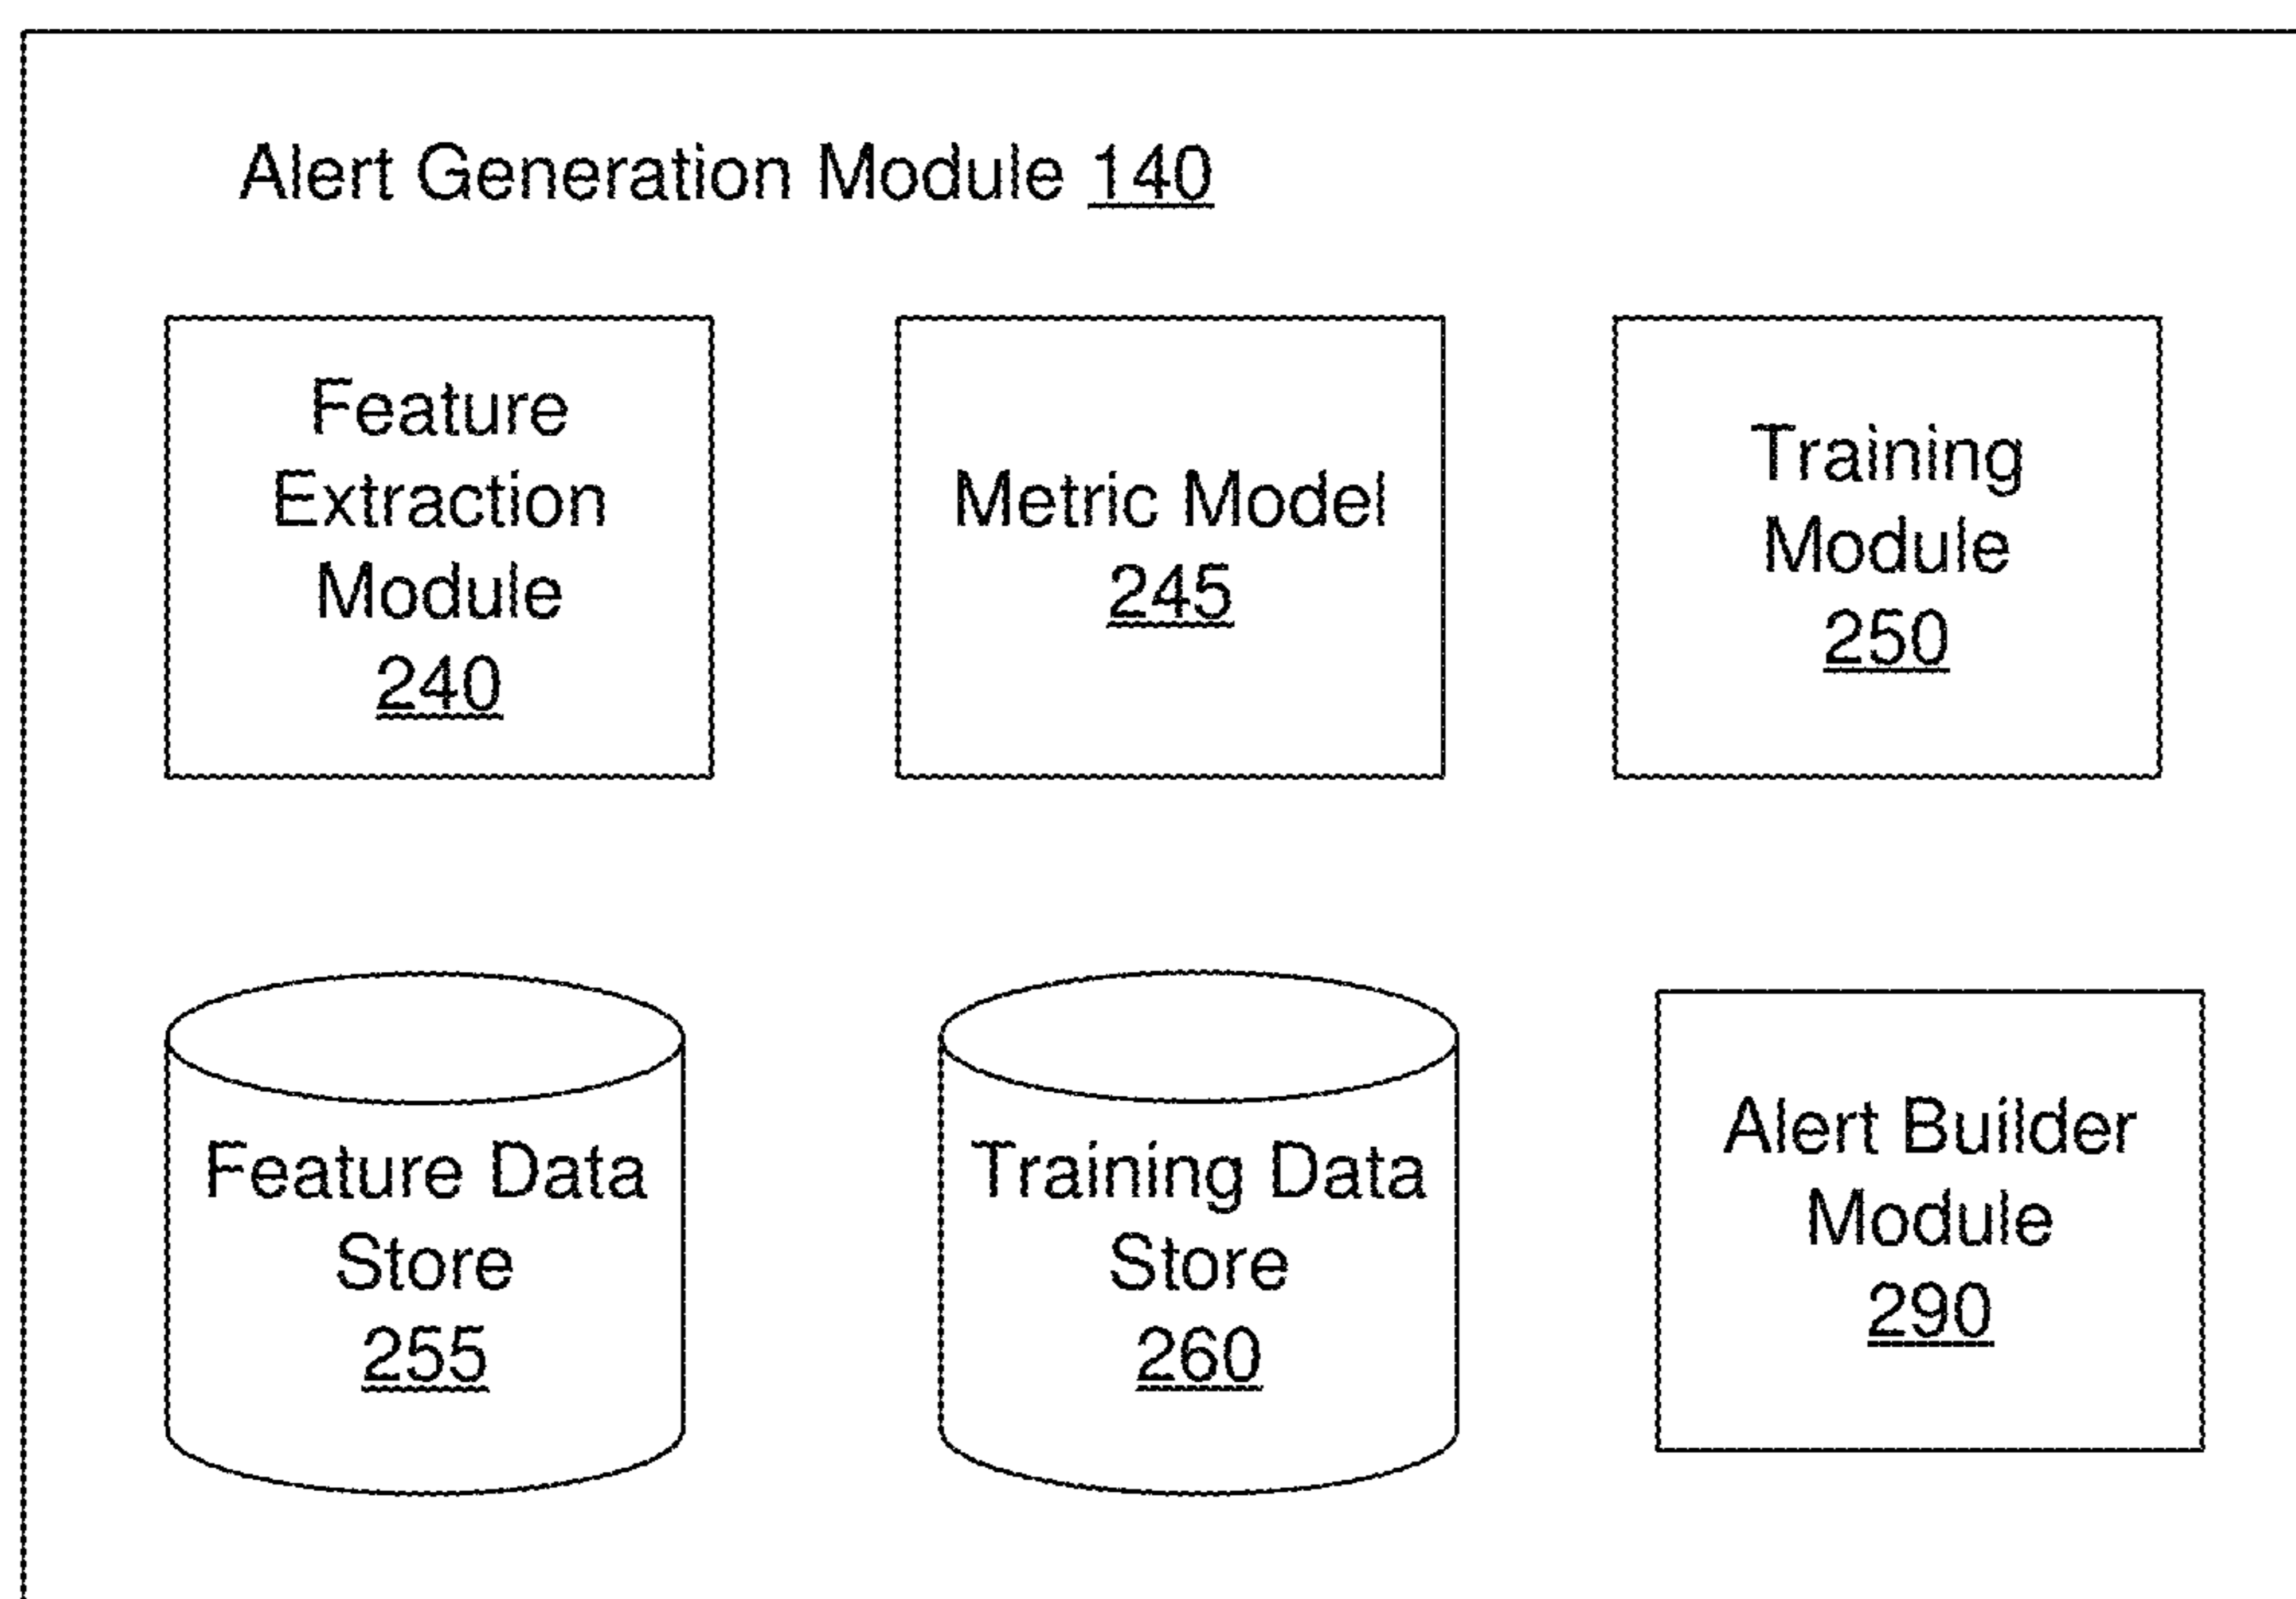 Alert Generation Module 140
Feature
Extraction
Module
240
Metric Model
245
Training
Module
250
Feature Data
Store
255
Training Data
Store
260
Alert Builder
Module
290